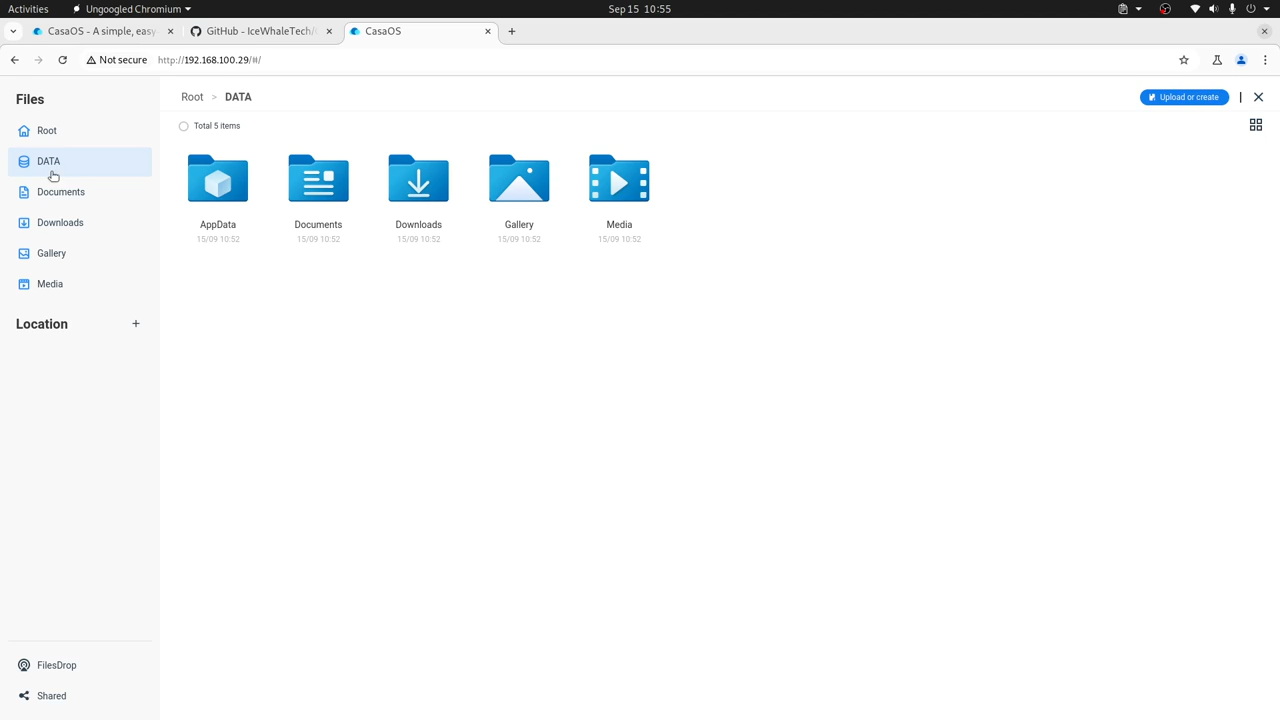 Activities
Ungoogled Chromium
Sep 15 10:55
CasaOS - A simple, easy
GitHub - IceWhaleTech/
CasaOS
Not secure
http://192.168.100.29/#/
Files
Root
DATA
Documents
Downloads
Gallery
Media
Location
+
FilesDrop
Shared
Root > DATA
Upload or create
Total 5 items
AppData
15/09 10:52
Documents
15/09 10:52
Downloads
15/09 10:52
Gallery
15/09 10:52
Media
15/09 10:52